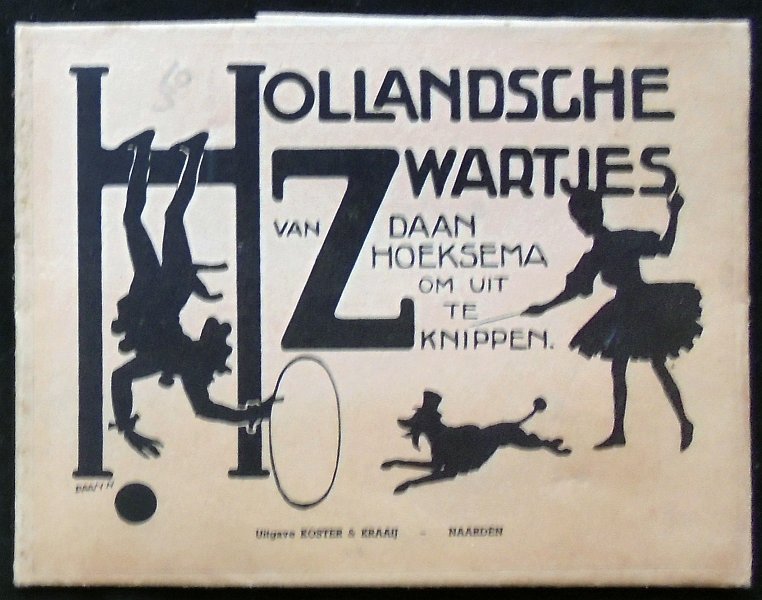 HOLLANDSCHE
ZWARTJES
VAN DAAN
HOEKSEMA
OM UIT
TE
KNIPPEN.
Uitgave KOSTER & KRAAIJ - NAARDEN